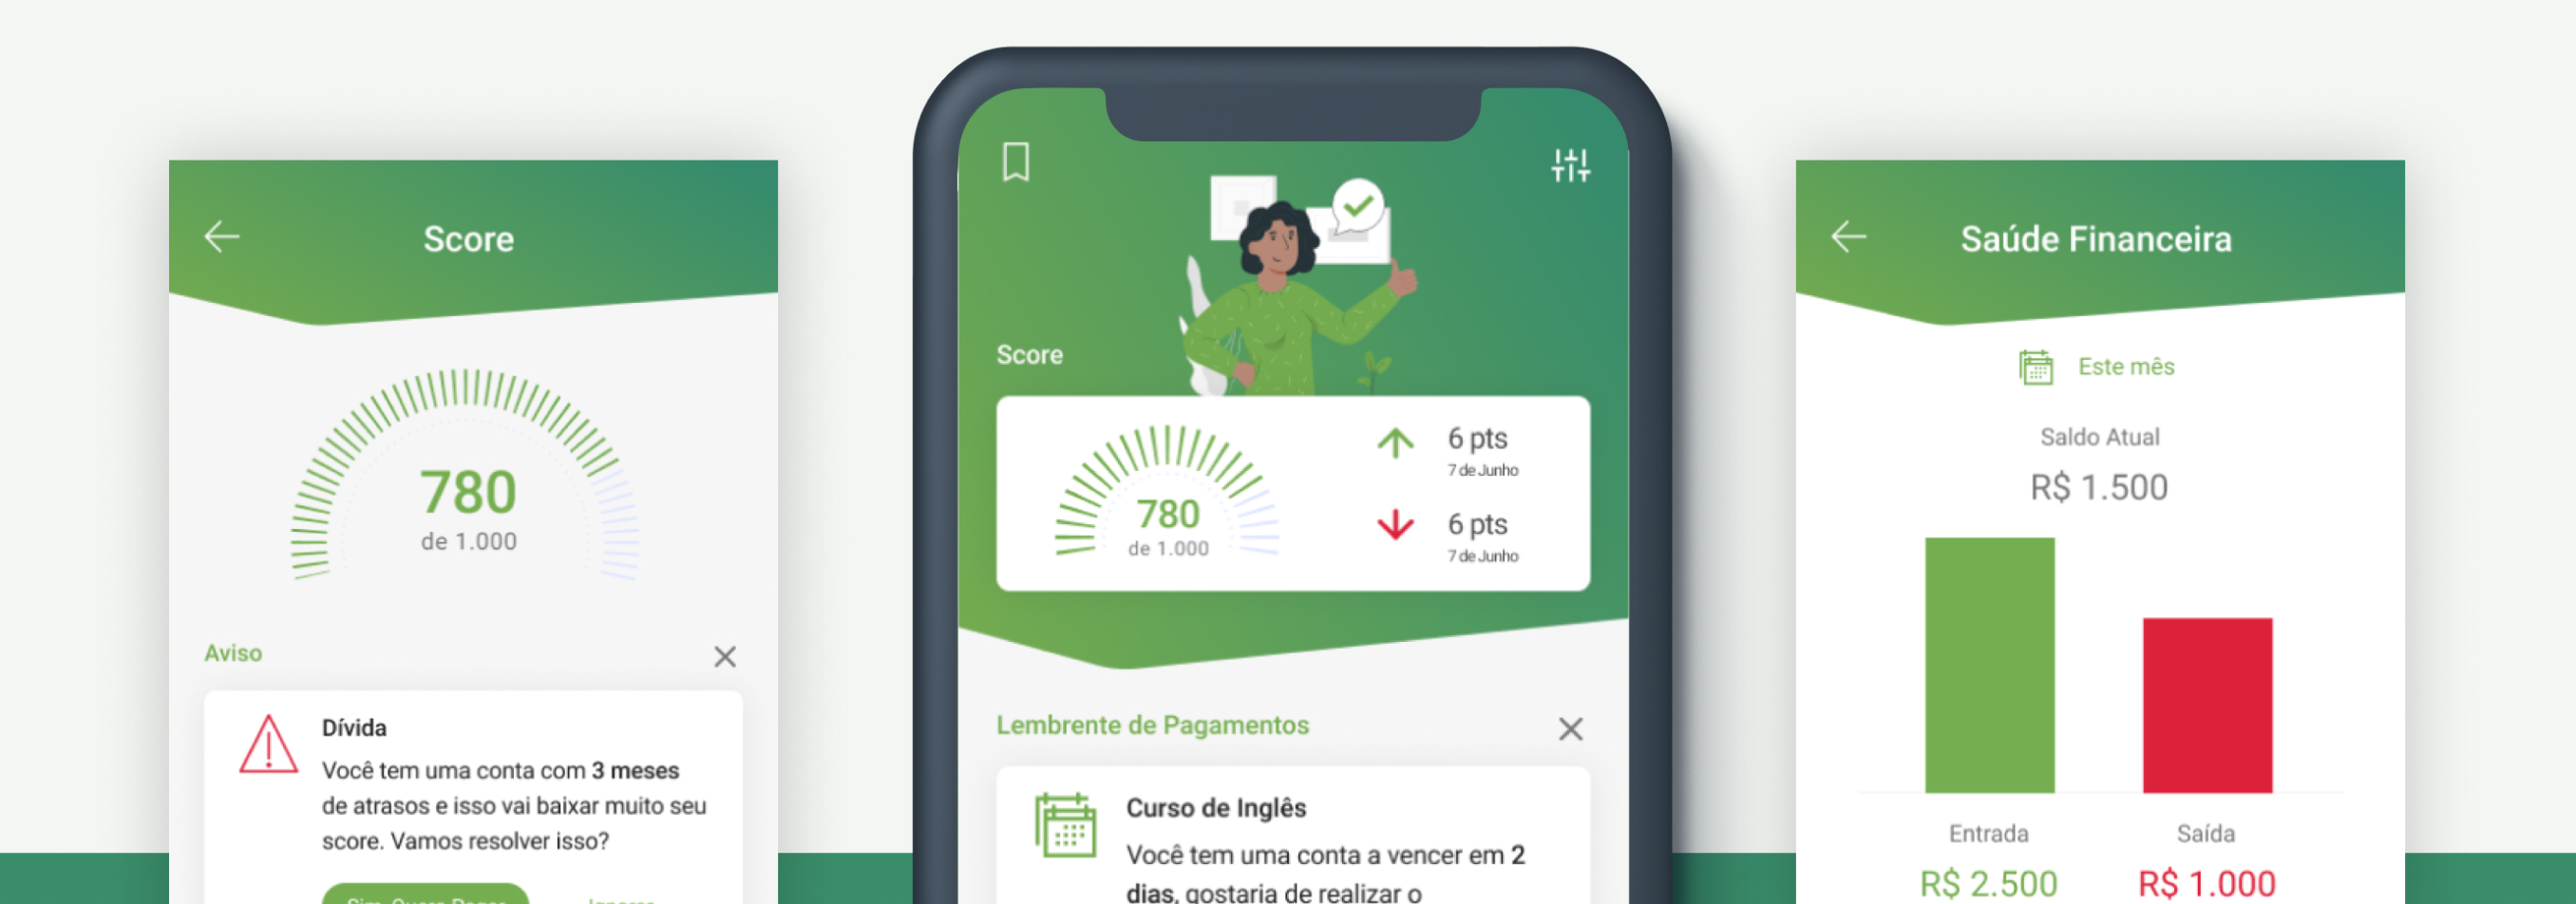 Score
780
de 1.000
Aviso
Dívida
Você tem uma conta com 3 meses
de atrasos e isso vai baixar muito seu
score. Vamos resolver isso?
Score
780
de 1.000
6 pts
7 de Junho
6 pts
7 de Junho
Lembrente de Pagamentos
Curso de Inglês
Você tem uma conta a vencer em 2
dias, gostaria de realizar o
Saúde Financeira
Este mês
Saldo Atual
R$ 1.500
Entrada
Saída
R$ 2.500
R$ 1.000